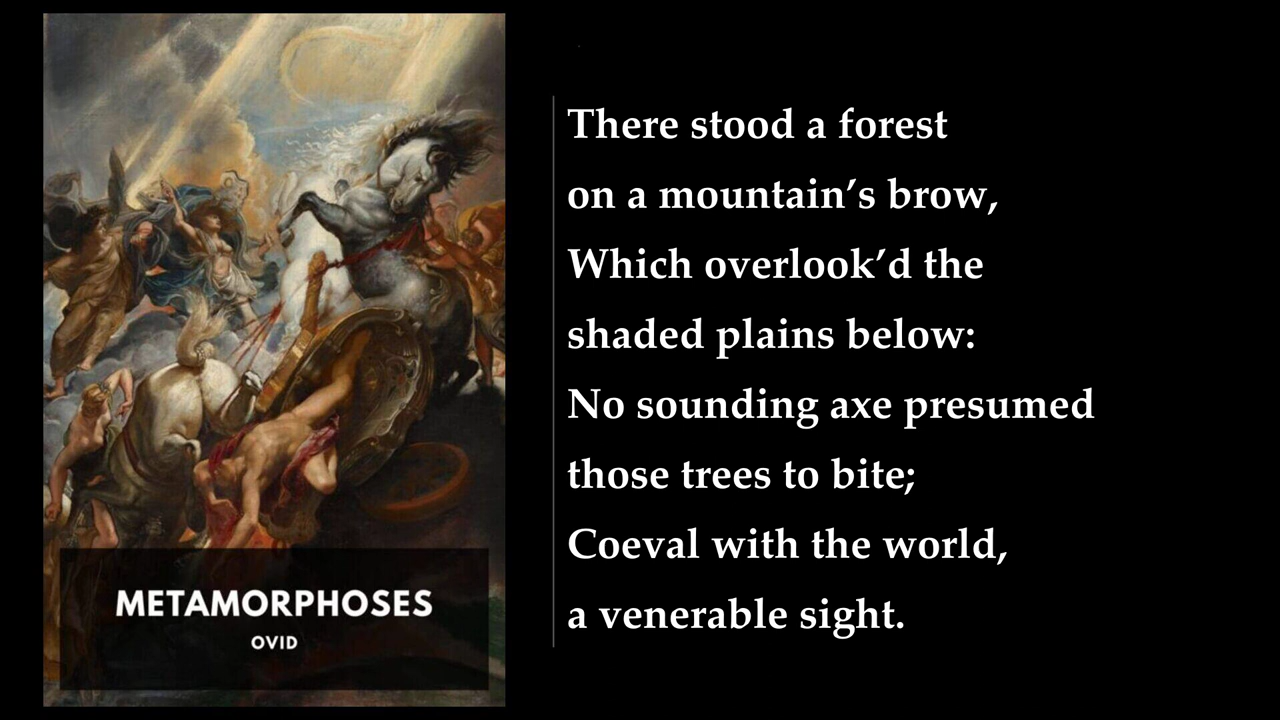 METAMORPHOSES
OVID
There stood a forest
on a mountain’s brow,
Which overlook’d the
shaded plains below:
No sounding axe presumed
those trees to bite;
Coeval with the world,
a venerable sight.